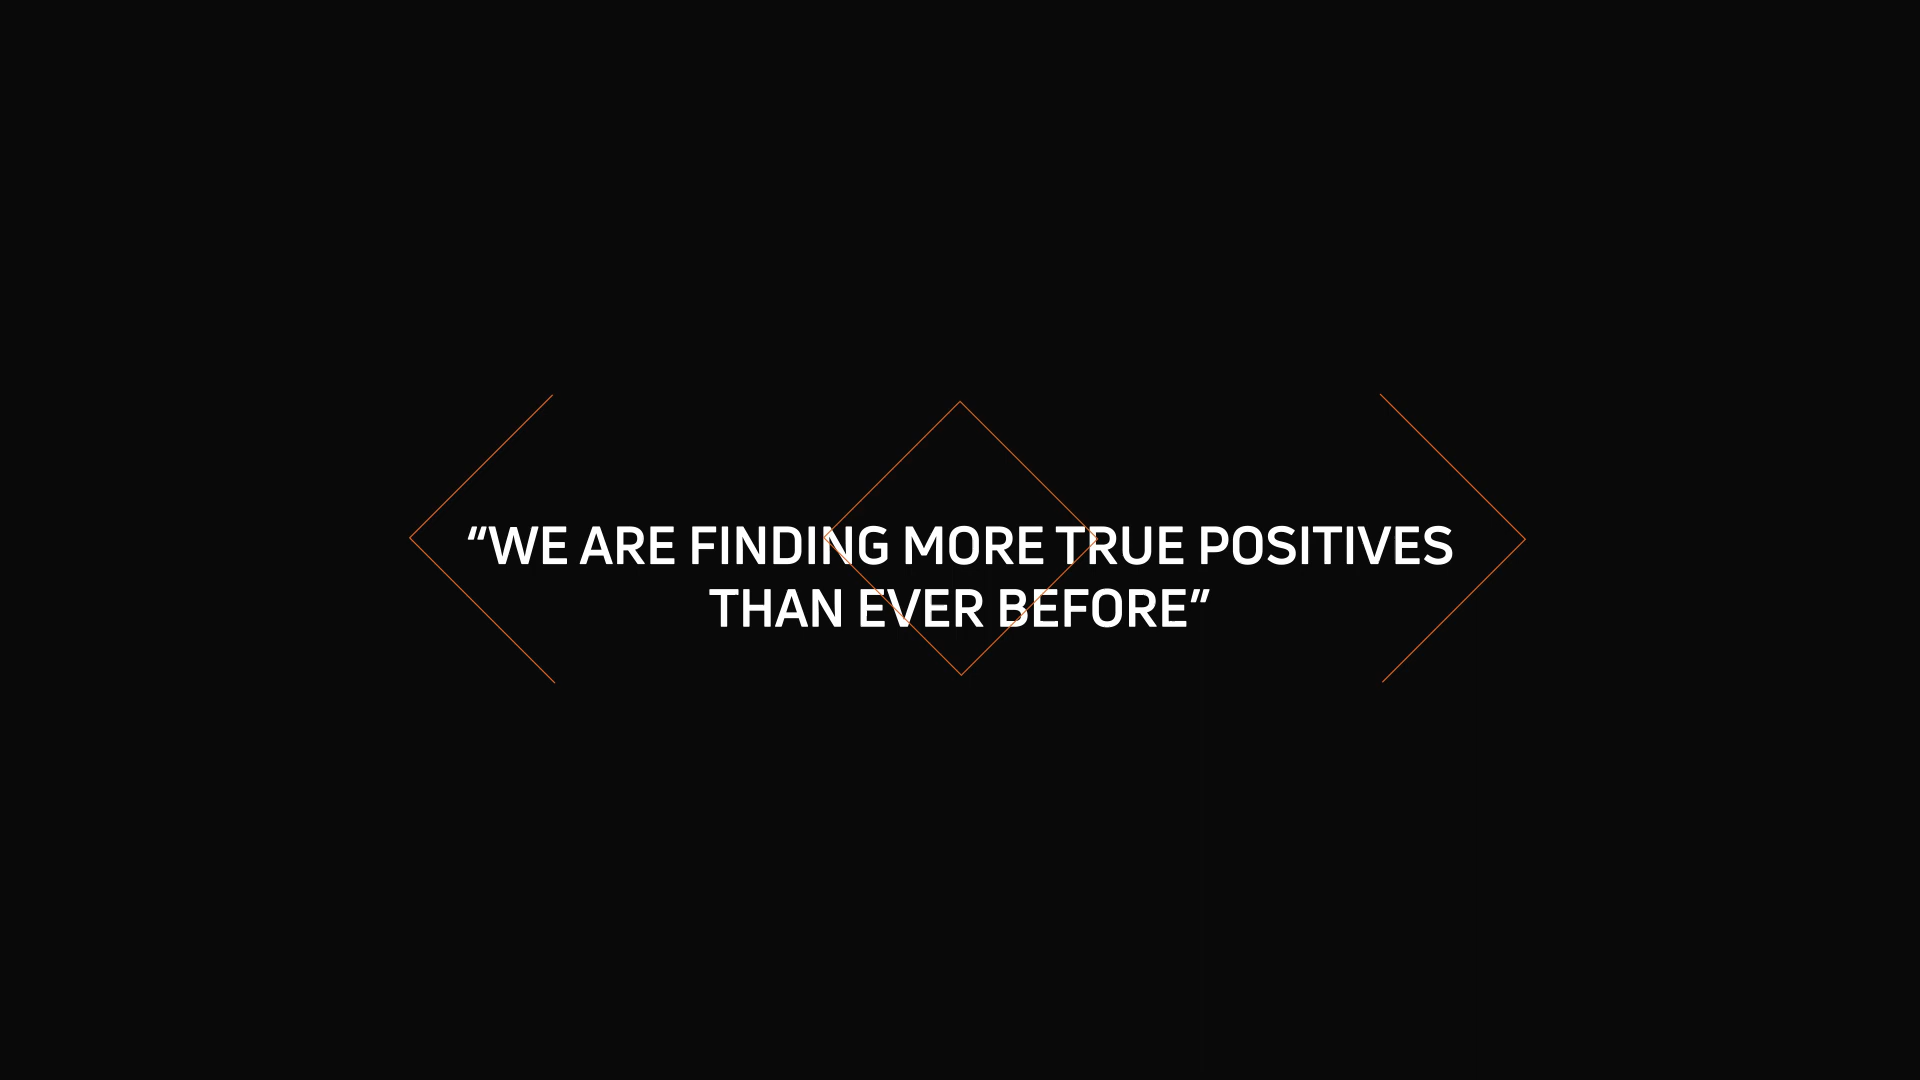 “WE ARE FINDING MORE TRUE POSITIVES
THAN EVER BEFORE”